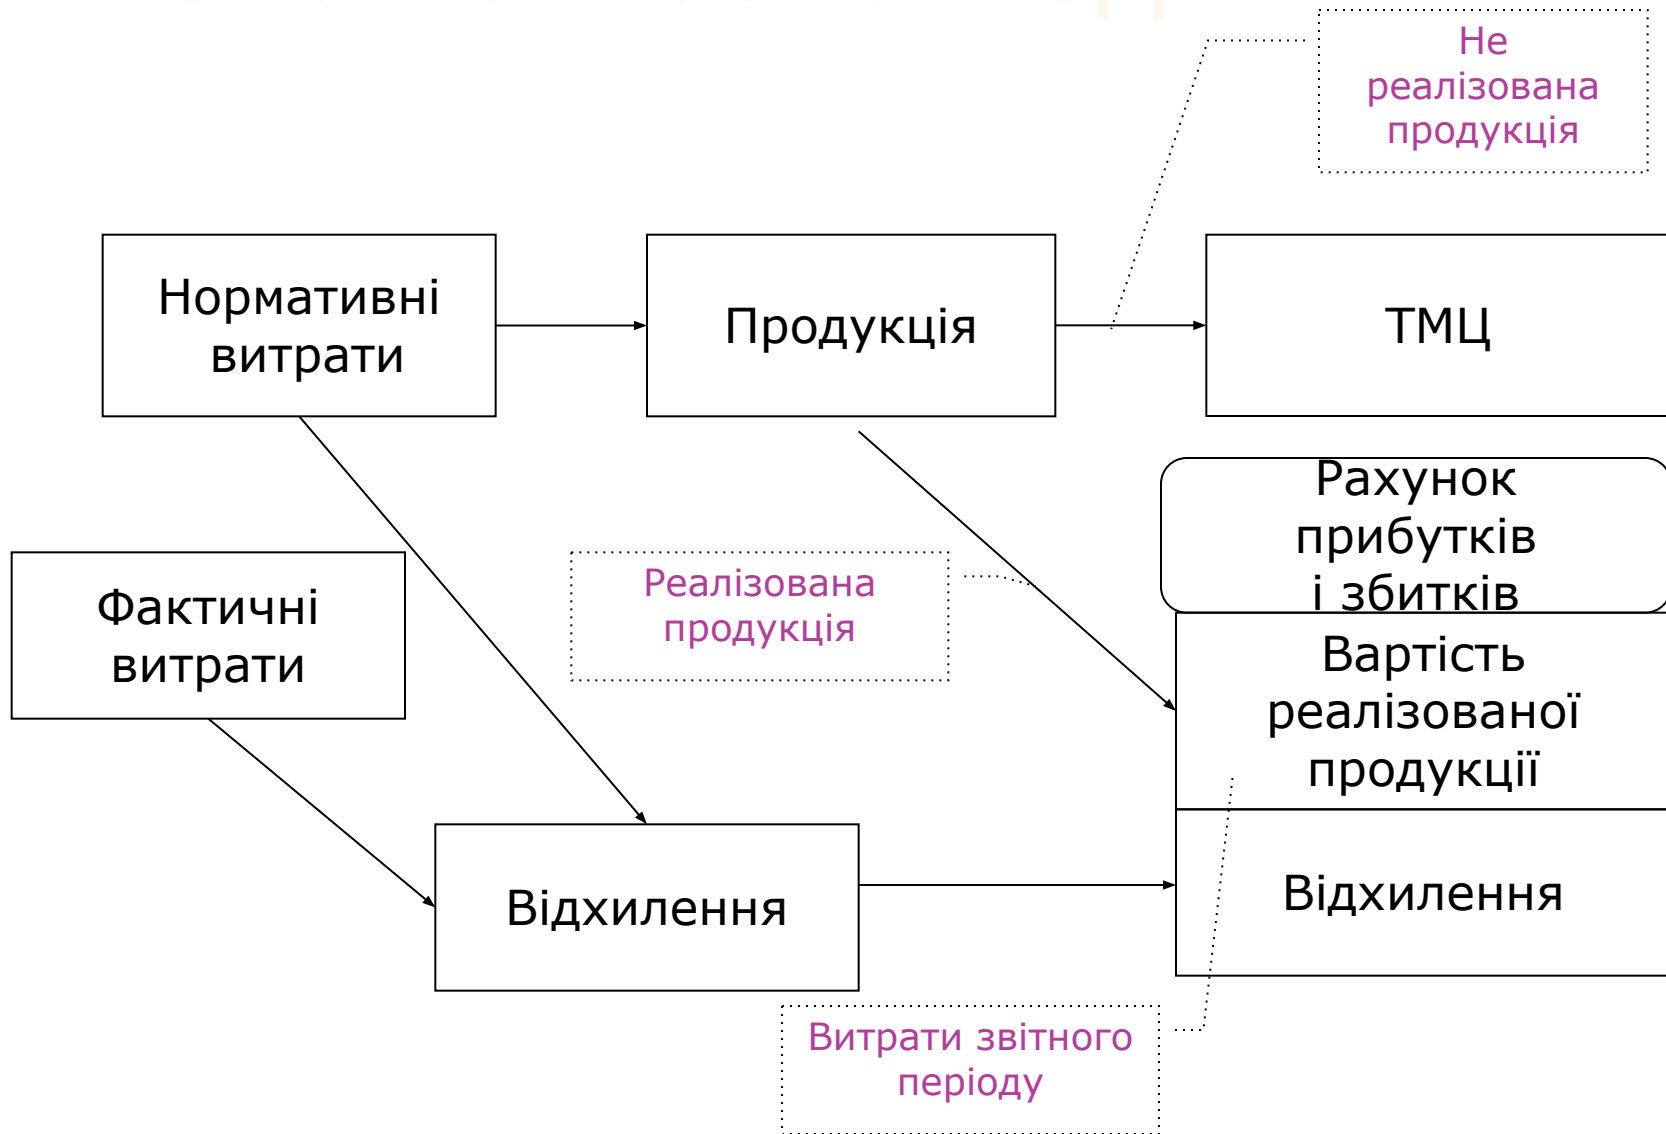 Не
реалізована
продукція
Нормативні
витрати
Продукція
ТМЦ
Рахунок
прибутків
і збитків
Фактичні
витрати
Реалізована
продукція
Вартість
реалізованої
продукції
Відхилення
Відхилення
Витрати звітного
періоду